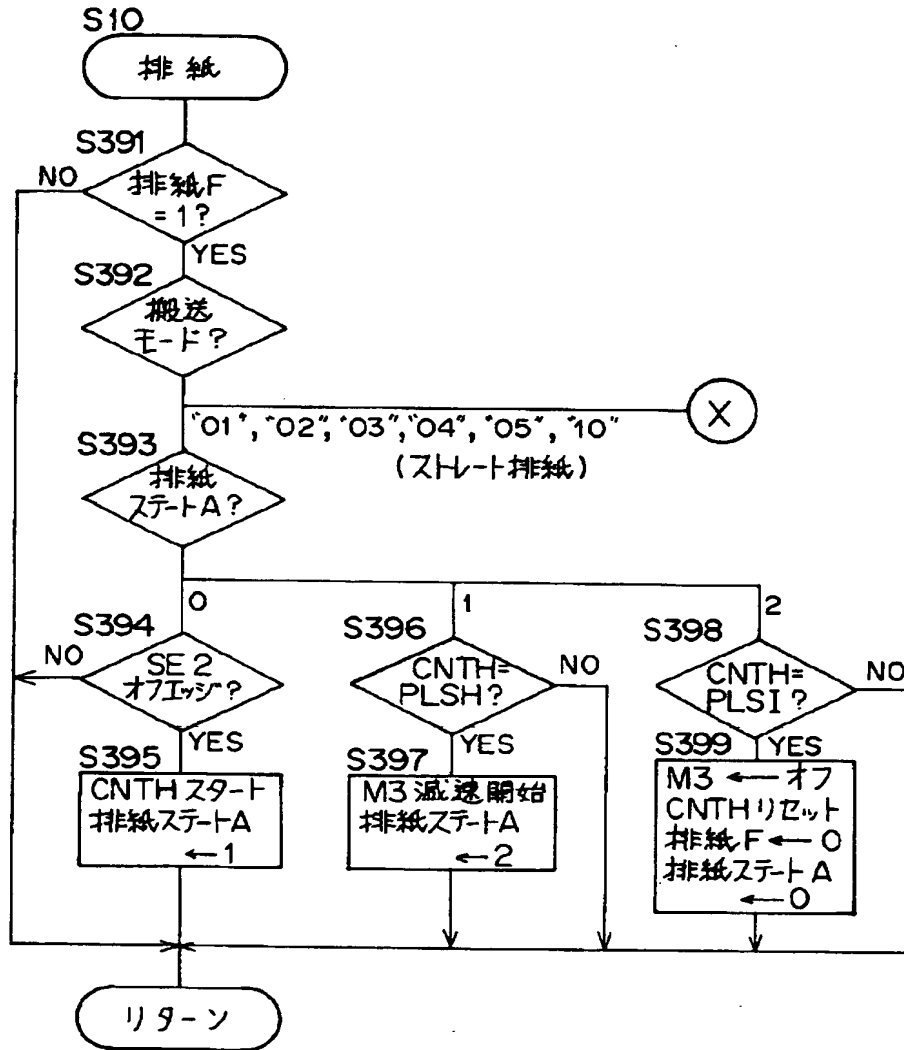 S10
排紙
S391
排紙F
=1?
NO
YES
S392
搬送
モード?
"01", "02", "03", "04", "05", "10"
(ストレート排紙)
X
S393
排紙
ステートA?
0
1
2
S394
SE2
オフエッジ?
NO
YES
S395
CNTHスタート
排紙ステートA
←1
S396
CNTH=
PLSH?
NO
YES
S397
M3減速開始
排紙ステートA
←2
S398
CNTH=
PLSI?
NO
YES
S399
M3←オフ
CNTHリセット
排紙F←0
排紙ステートA
←0
リターン